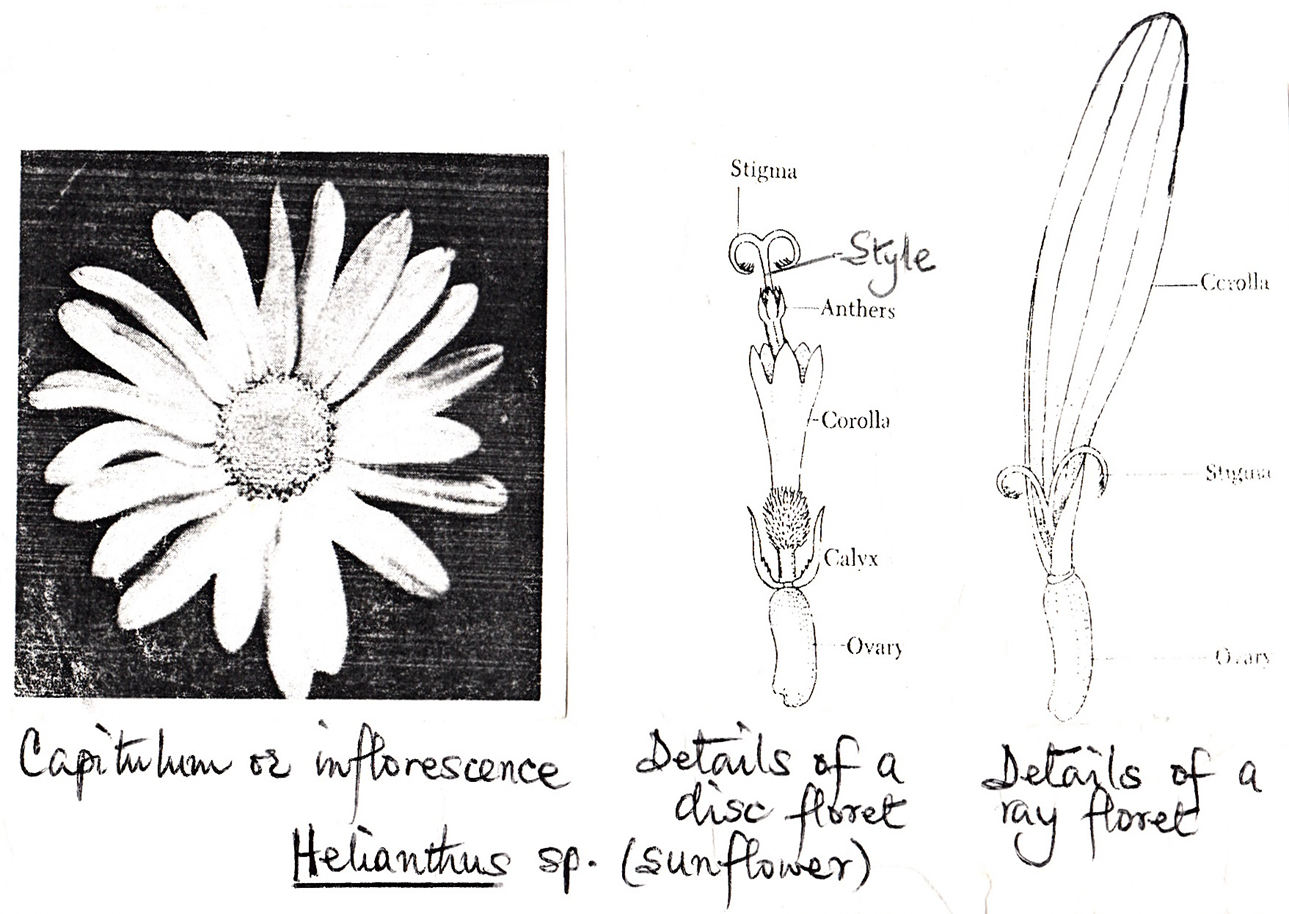 Stigma
Style
Anthers
Corolla
Calyx
Ovary
Corolla
Stigma
Ovary
Capitulum or inflorescence
Details of a
disc floret
Details of a
ray floret
Helianthus sp. (sunflower)